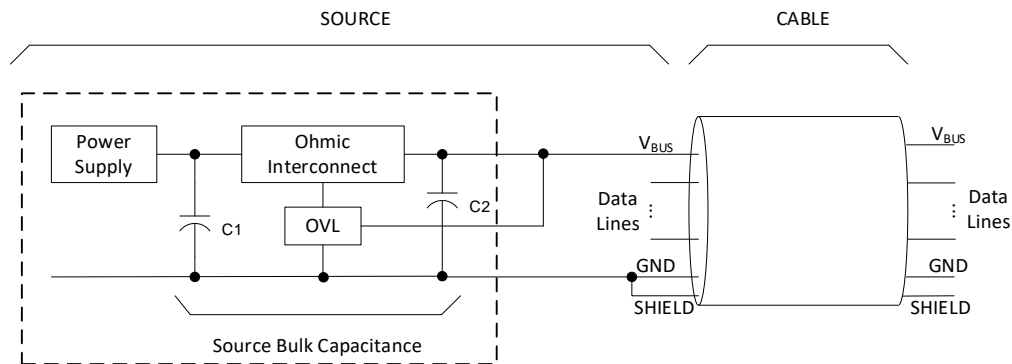 SOURCE
CABLE
Power
Supply
Ohmic
Interconnect
C1
OVL
C2
Source Bulk Capacitance
VBUS
Data
Lines
GND
SHIELD
VBUS
Data
Lines
GND
SHIELD